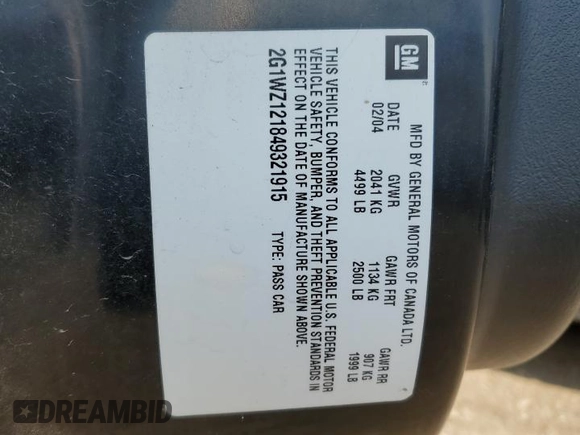 GM
MFD BY GENERAL MOTORS OF CANADA LTD.
DATE GVWR GAWR FRT GAWR RR
02/04 2041 KG 1134 KG 907 KG
4499 LB 2500 LB 1999 LB
THIS VEHICLE CONFORMS TO ALL APPLICABLE U.S. FEDERAL MOTOR
VEHICLE SAFETY, BUMPER, AND THEFT PREVENTION STANDARDS IN
EFFECT ON THE DATE OF MANUFACTURE SHOWN ABOVE.
2G1WZ121849321915 TYPE: PASS CAR
DREAMBID